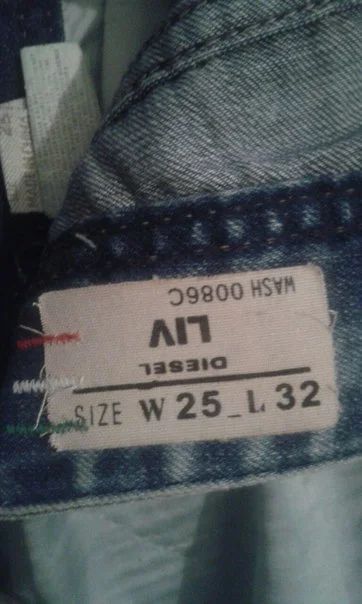 DIESEL
LIV
WASH 0086C
SIZE W 25_L 32